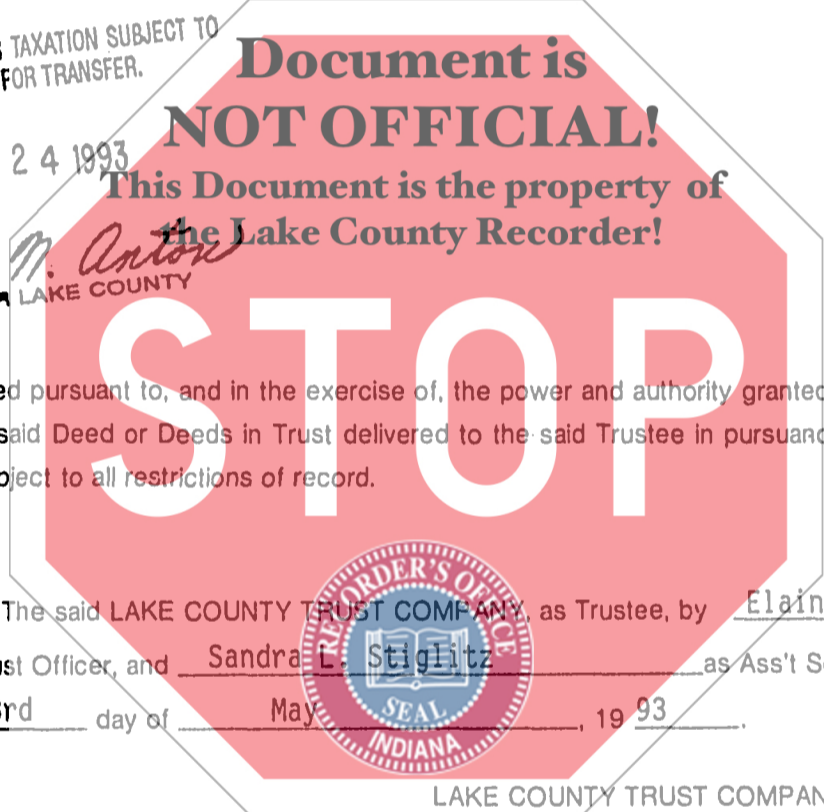 TAXATION SUBJECT TO
FOR TRANSFER.
Document is
NOT OFFICIAL!
24 1993
This Document is the property of
the Lake County Recorder!
N. Anton
LAKE COUNTY
STOP
ed pursuant to, and in the exercise of, the power and authority granted
said Deed or Deeds in Trust delivered to the said Trustee in pursuanc
ject to all restrictions of record.
RECORDER'S OFFICE
SEAL
INDIANA
The said LAKE COUNTY TRUST COMPANY, as Trustee, by Elain
st Officer, and Sandra L. Stiglitz as Ass't S
rd day of May, 19 93.
LAKE COUNTY TRUST COMPAN